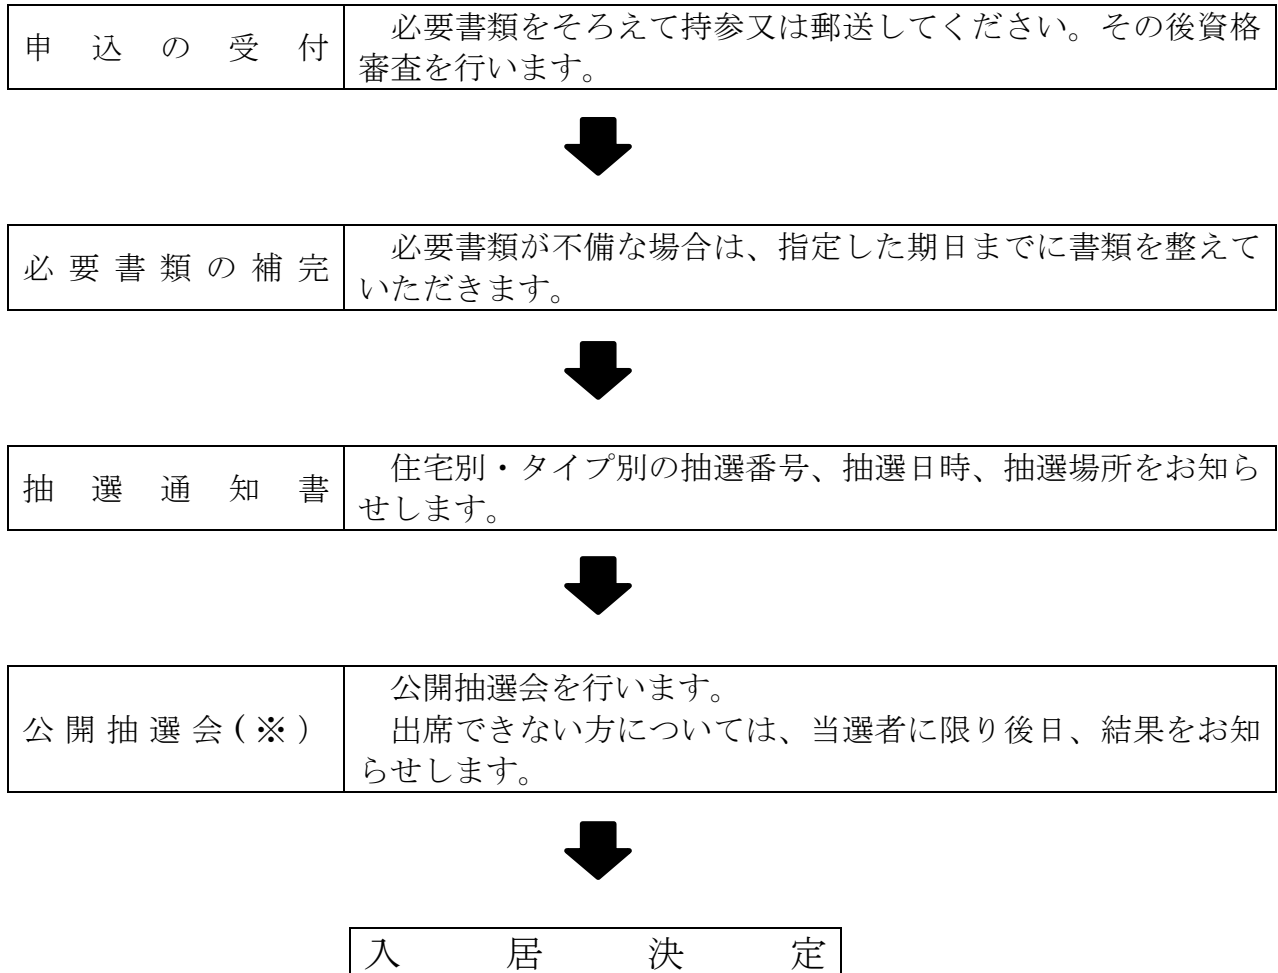 申込の受付
必要書類をそろえて持参又は郵送してください。その後資格
審査を行います。
必要書類の補完
必要書類が不備な場合は、指定した期日までに書類を整えて
いただきます。
抽選通知書
住宅別・タイプ別の抽選番号、抽選日時、抽選場所をお知ら
せします。
公開抽選会(※)
公開抽選会を行います。
出席できない方については、当選者に限り後日、結果をお知
らせします。
入居決定